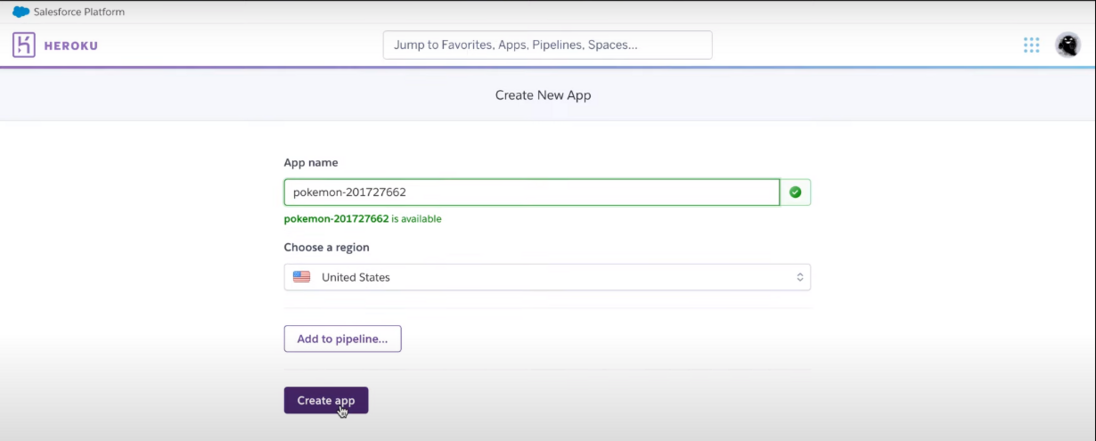 Salesforce Platform
HEROKU
Jump to Favorites, Apps, Pipelines, Spaces...
Create New App
App name
pokemon-201727662
pokemon-201727662 is available
Choose a region
United States
Add to pipeline...
Create app